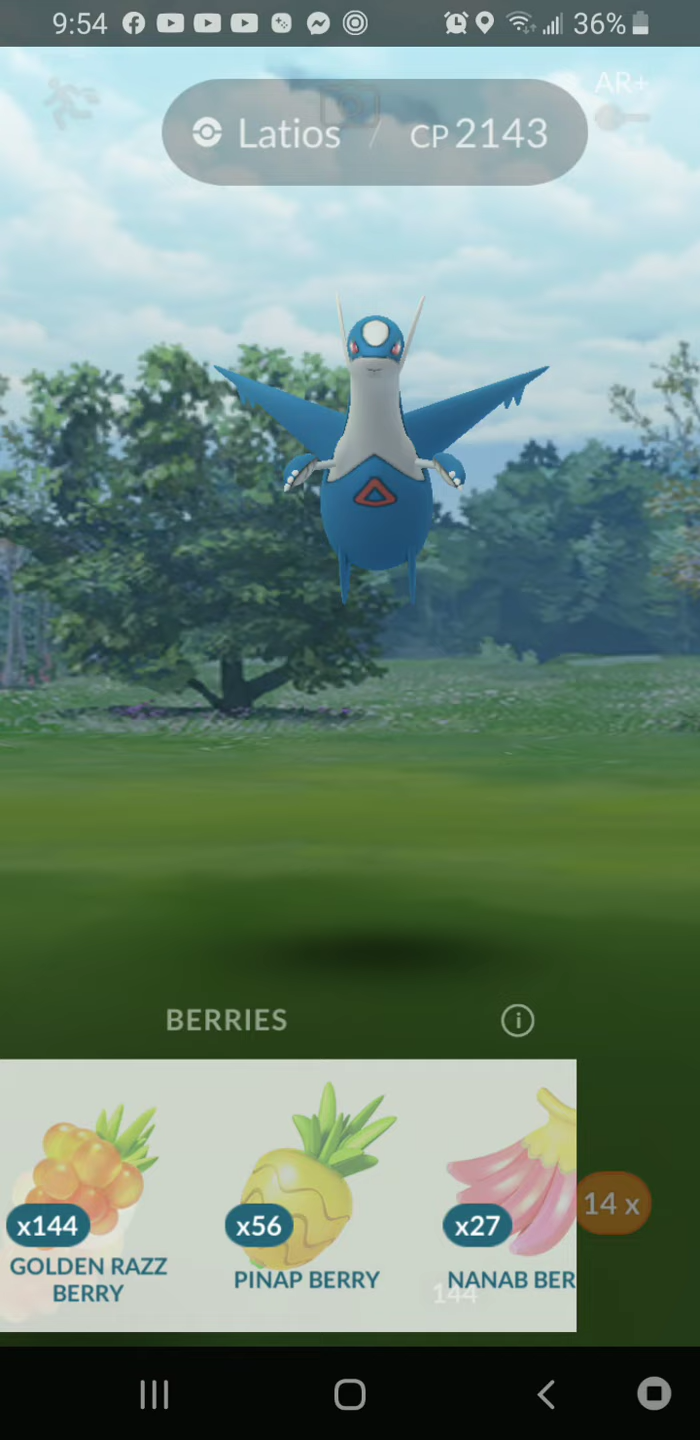 9:54
36%
AR+
Latios / CP 2143
BERRIES
x144
x56
x27
14 x
GOLDEN RAZZ
BERRY
PINAP BERRY
NANAB BER
144